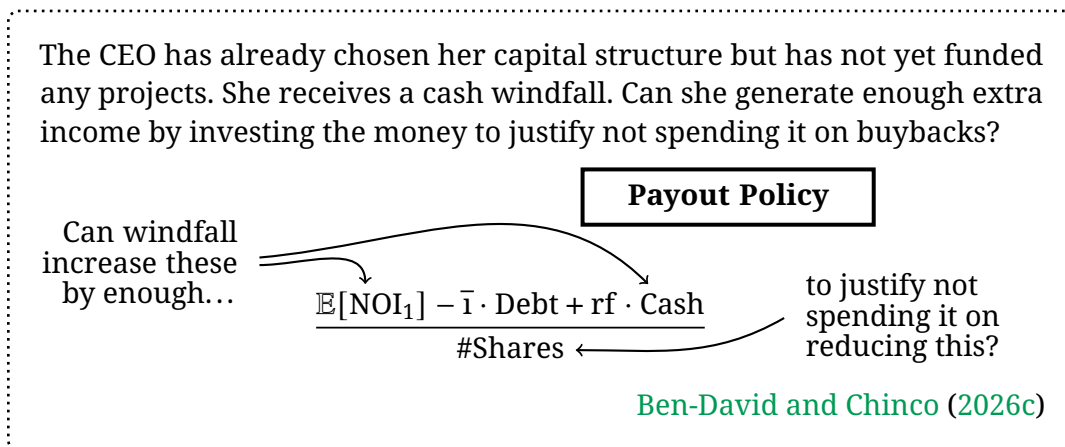 The CEO has already chosen her capital structure but has not yet funded
any projects. She receives a cash windfall. Can she generate enough extra
income by investing the money to justify not spending it on buybacks?
Payout Policy
Can windfall
increase these
by enough…
𝔼[NOI₁] − ī · Debt + rf · Cash
#Shares
to justify not
spending it on
reducing this?
Ben-David and Chinco (2026c)